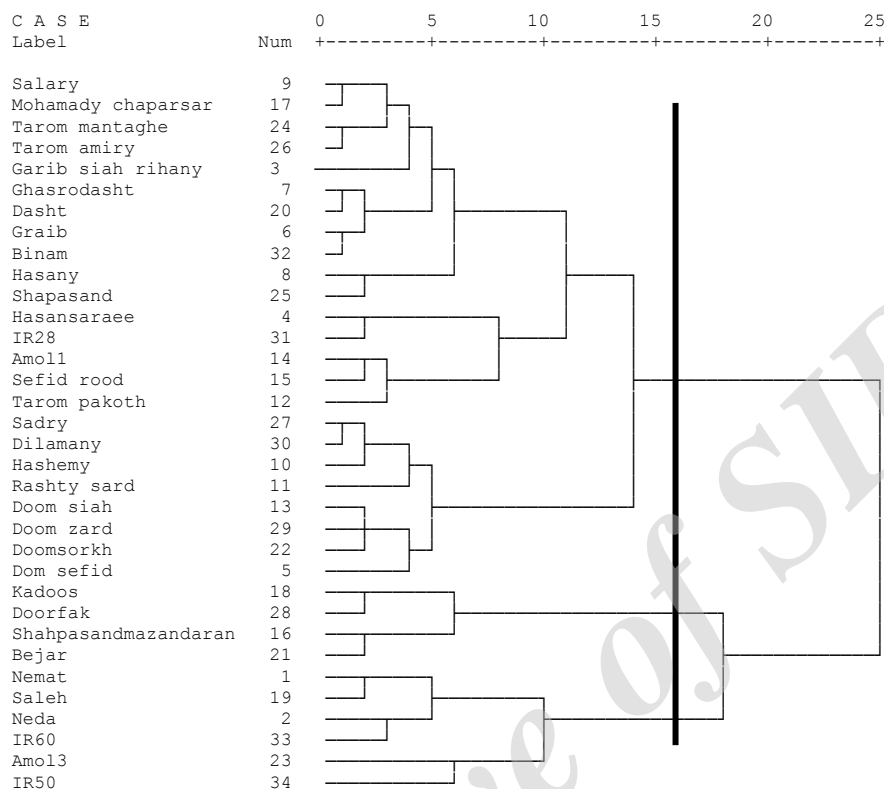 C A S E 0 5 10 15 20 25
Label Num +---------+---------+---------+---------+---------+
Salary 9
Mohamady chaparsar 17
Tarom mantaghe 24
Tarom amiry 26
Garib siah rihany 3
Ghasrodasht 7
Dasht 20
Graib 6
Binam 32
Hasany 8
Shapasand 25
Hasansaraee 4
IR28 31
Amol1 14
Sefid rood 15
Tarom pakoth 12
Sadry 27
Dilamany 30
Hashemy 10
Rashty sard 11
Doom siah 13
Doom zard 29
Doomsorkh 22
Dom sefid 5
Kadoos 18
Doorfak 28
Shahpasandmazandaran 16
Bejar 21
Nemat 1
Saleh 19
Neda 2
IR60 33
Amol3 23
IR50 34